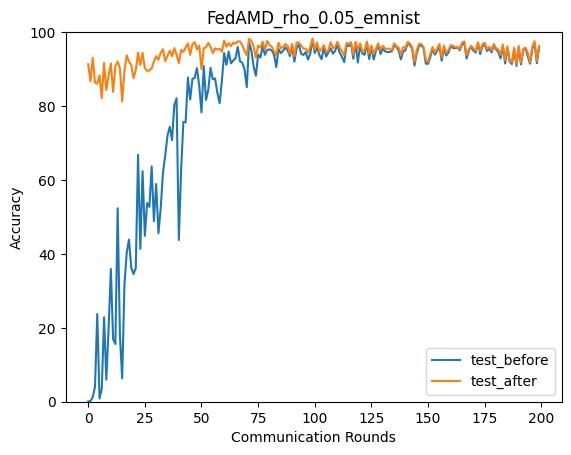 FedAMD_rho_0.05_emnist
Accuracy
100
80
60
40
20
0
0 25 50 75 100 125 150 175 200
Communication Rounds
test_before
test_after